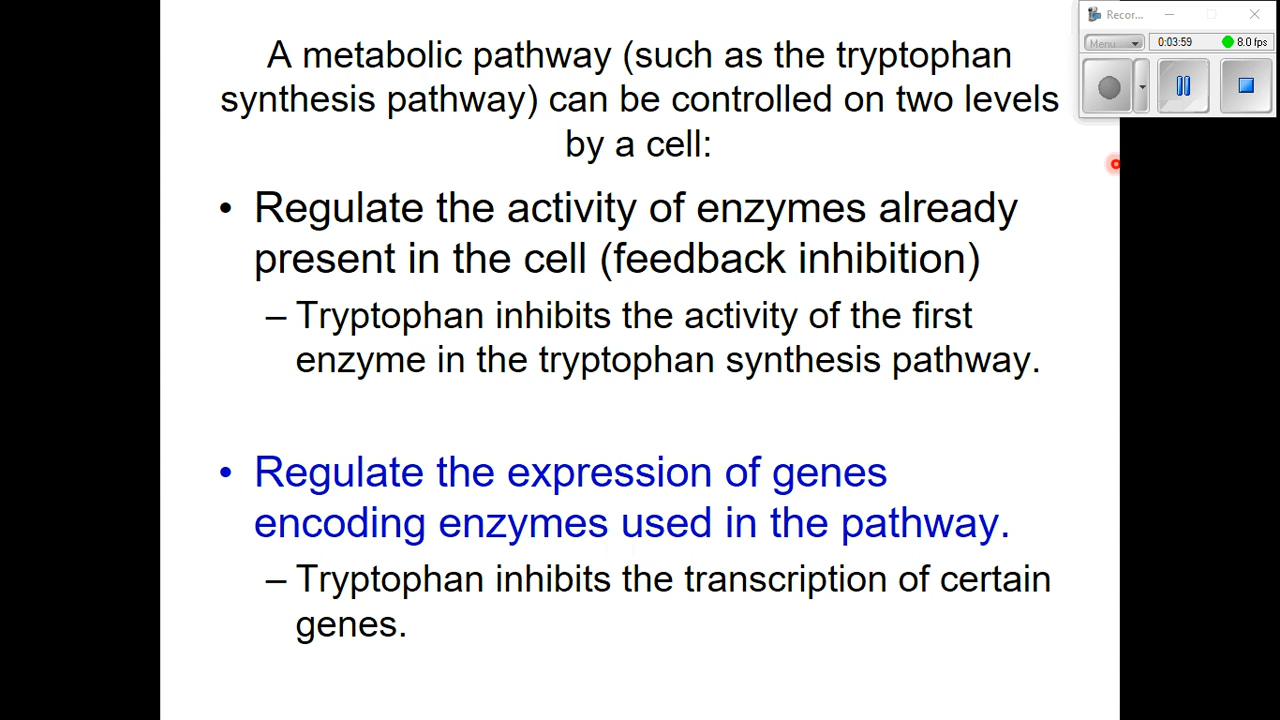 A metabolic pathway (such as the tryptophan
synthesis pathway) can be controlled on two levels
by a cell:
• Regulate the activity of enzymes already
present in the cell (feedback inhibition)
– Tryptophan inhibits the activity of the first
enzyme in the tryptophan synthesis pathway.
• Regulate the expression of genes
encoding enzymes used in the pathway.
– Tryptophan inhibits the transcription of certain
genes.
Recor...
Menu
0:03:59
8.0 fps